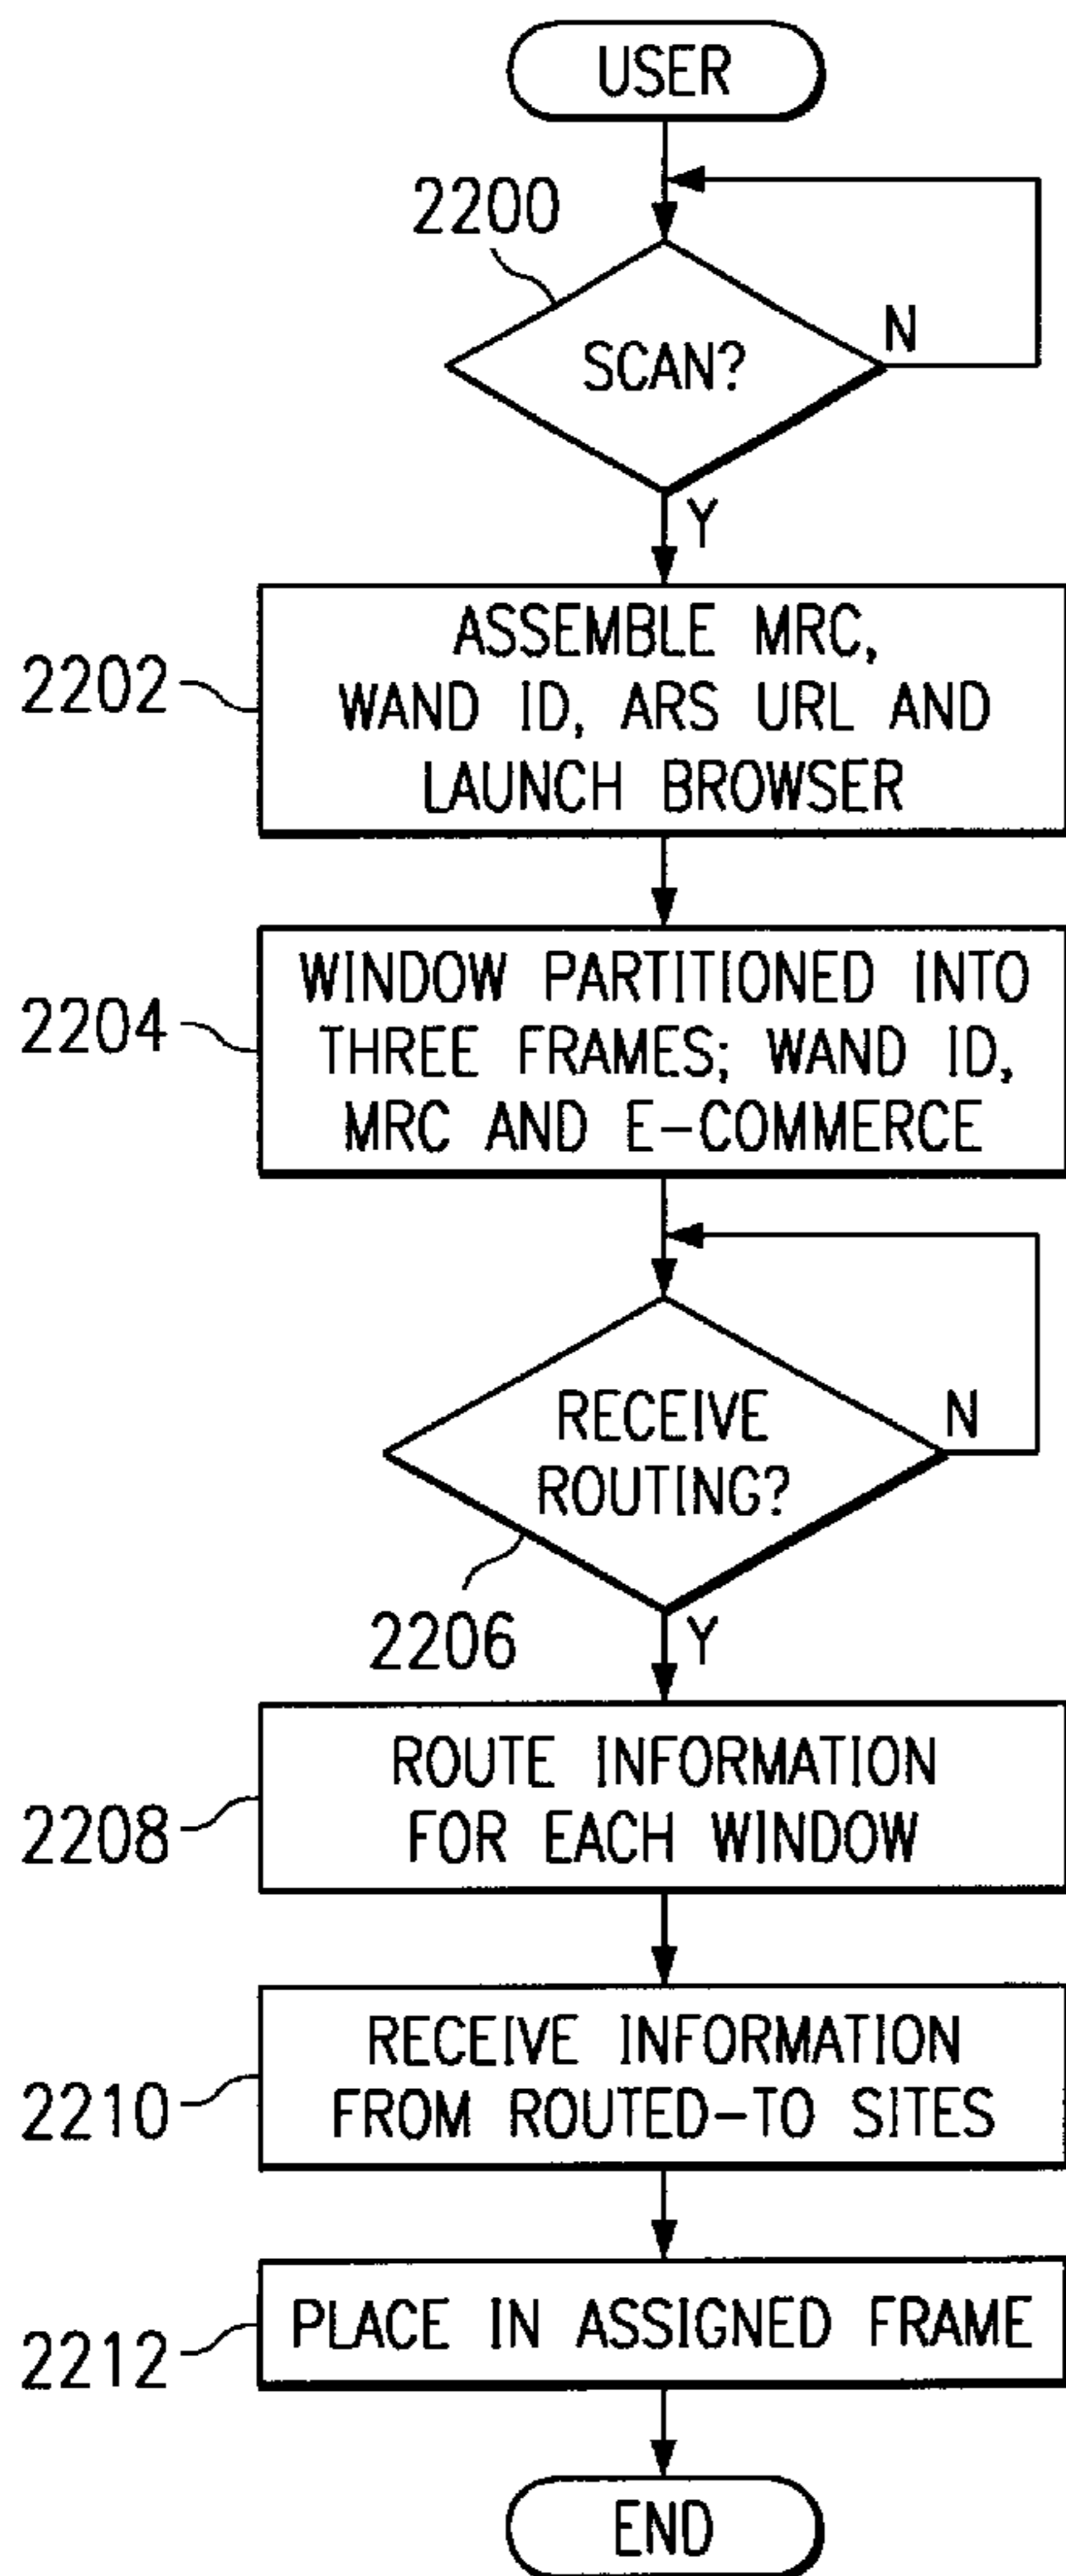 USER
2200
SCAN?
N
Y
2202
ASSEMBLE MRC,
WAND ID, ARS URL AND
LAUNCH BROWSER
2204
WINDOW PARTITIONED INTO
THREE FRAMES; WAND ID,
MRC AND E-COMMERCE
RECEIVE
ROUTING?
N
2206
Y
2208
ROUTE INFORMATION
FOR EACH WINDOW
2210
RECEIVE INFORMATION
FROM ROUTED-TO SITES
2212
PLACE IN ASSIGNED FRAME
END